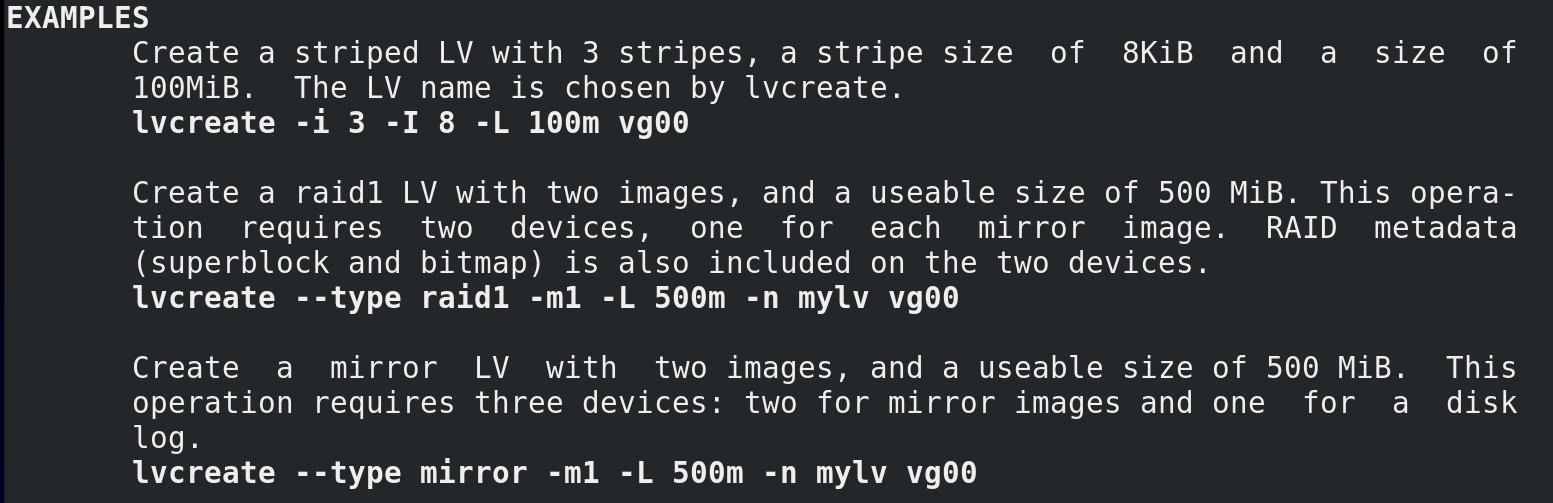 EXAMPLES
Create a striped LV with 3 stripes, a stripe size of 8KiB and a size of
100MiB. The LV name is chosen by lvcreate.
lvcreate -i 3 -I 8 -L 100m vg00
Create a raid1 LV with two images, and a useable size of 500 MiB. This opera-
tion requires two devices, one for each mirror image. RAID metadata
(superblock and bitmap) is also included on the two devices.
lvcreate --type raid1 -m1 -L 500m -n mylv vg00
Create a mirror LV with two images, and a useable size of 500 MiB. This
operation requires three devices: two for mirror images and one for a disk
log.
lvcreate --type mirror -m1 -L 500m -n mylv vg00